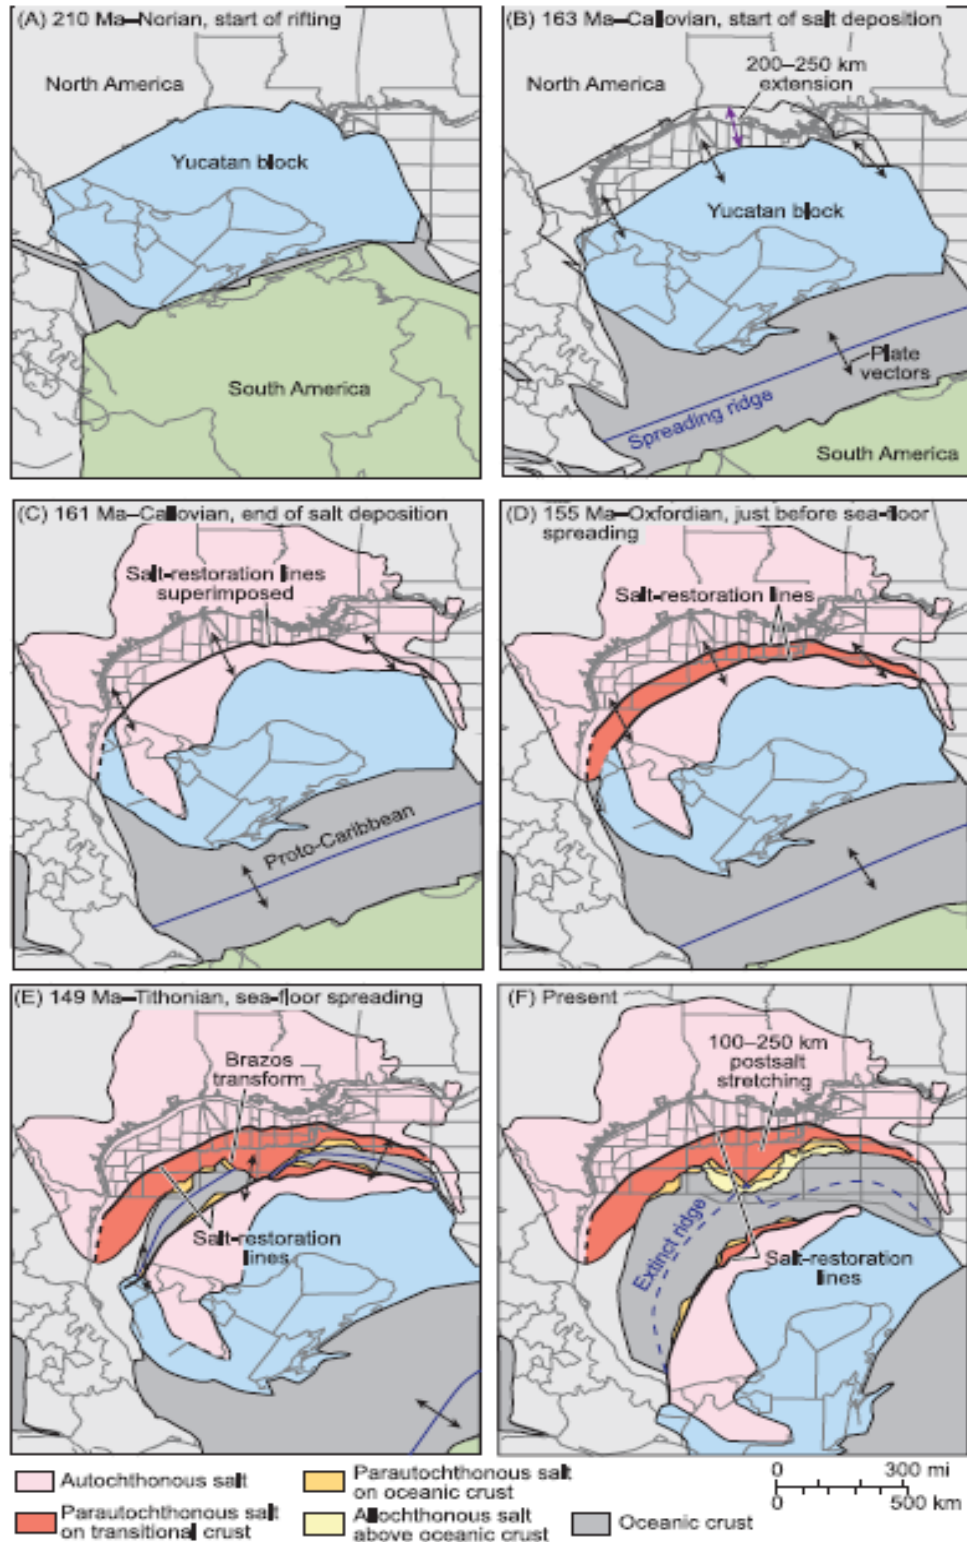 (A) 210 Ma–Norian, start of rifting
North America
Yucatan block
South America
(B) 163 Ma–Callovian, start of salt deposition
North America
200–250 km
extension
Yucatan block
Plate
vectors
Spreading ridge
South America
(C) 161 Ma–Callovian, end of salt deposition
Salt-restoration lines
superimposed
Proto-Caribbean
(D) 155 Ma–Oxfordian, just before sea-floor
spreading
Salt-restoration lines
(E) 149 Ma–Tithonian, sea-floor spreading
Brazos
transform
Salt-restoration
lines
(F) Present
100–250 km
postsalt
stretching
Extinct ridge
Salt-restoration
lines
Autochthonous salt
Parautochthonous salt
on transitional crust
Parautochthonous salt
on oceanic crust
Allochthonous salt
above oceanic crust
Oceanic crust
0 300 mi
0 500 km